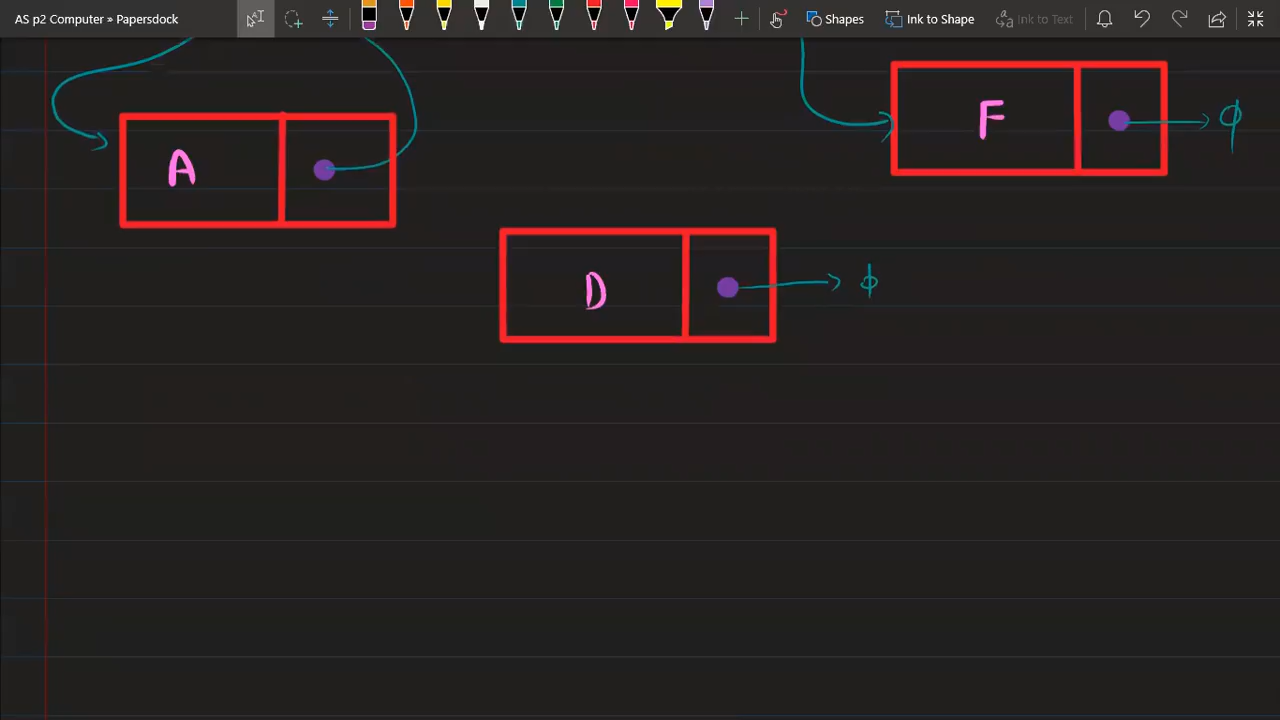 AS p2 Computer » Papersdock
Shapes
Ink to Shape
Ink to Text
F
ϕ
A
D
ϕ